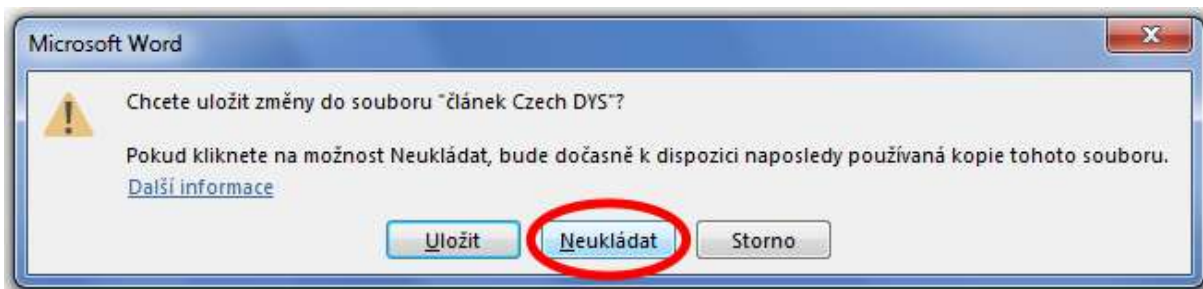 Microsoft Word
Chcete uložit změny do souboru "článek Czech DYS"?
Pokud kliknete na možnost Neukládat, bude dočasně k dispozici naposledy používaná kopie tohoto souboru.
Další informace
Uložit Neukládat Storno